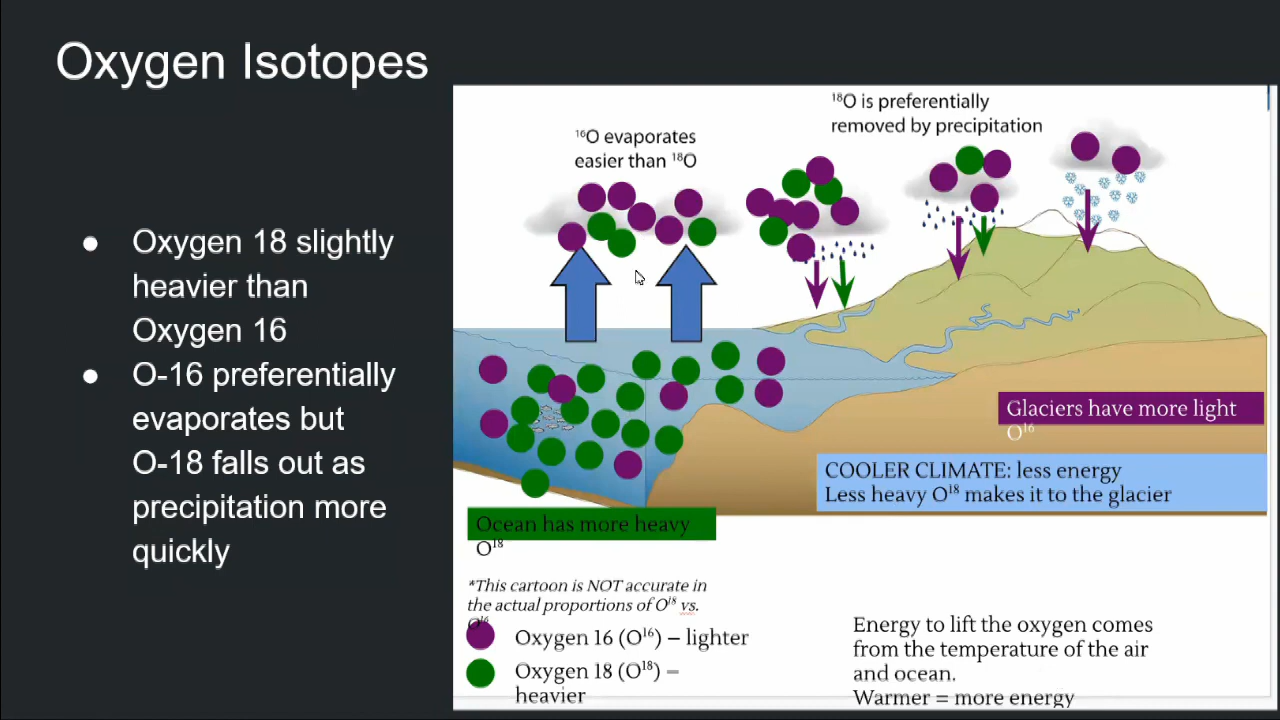 Oxygen Isotopes
● Oxygen 18 slightly
heavier than
Oxygen 16
● O-16 preferentially
evaporates but
O-18 falls out as
precipitation more
quickly
¹⁶O evaporates
easier than ¹⁸O
¹⁸O is preferentially
removed by precipitation
Glaciers have more light
O¹⁶
COOLER CLIMATE: less energy
Less heavy O¹⁸ makes it to the glacier
Ocean has more heavy
O¹⁸
*This cartoon is NOT accurate in
the actual proportions of O¹⁸ vs.
O¹⁶
Oxygen 16 (O¹⁶) – lighter
Oxygen 18 (O¹⁸) –
heavier
Energy to lift the oxygen comes
from the temperature of the air
and ocean.
Warmer = more energy